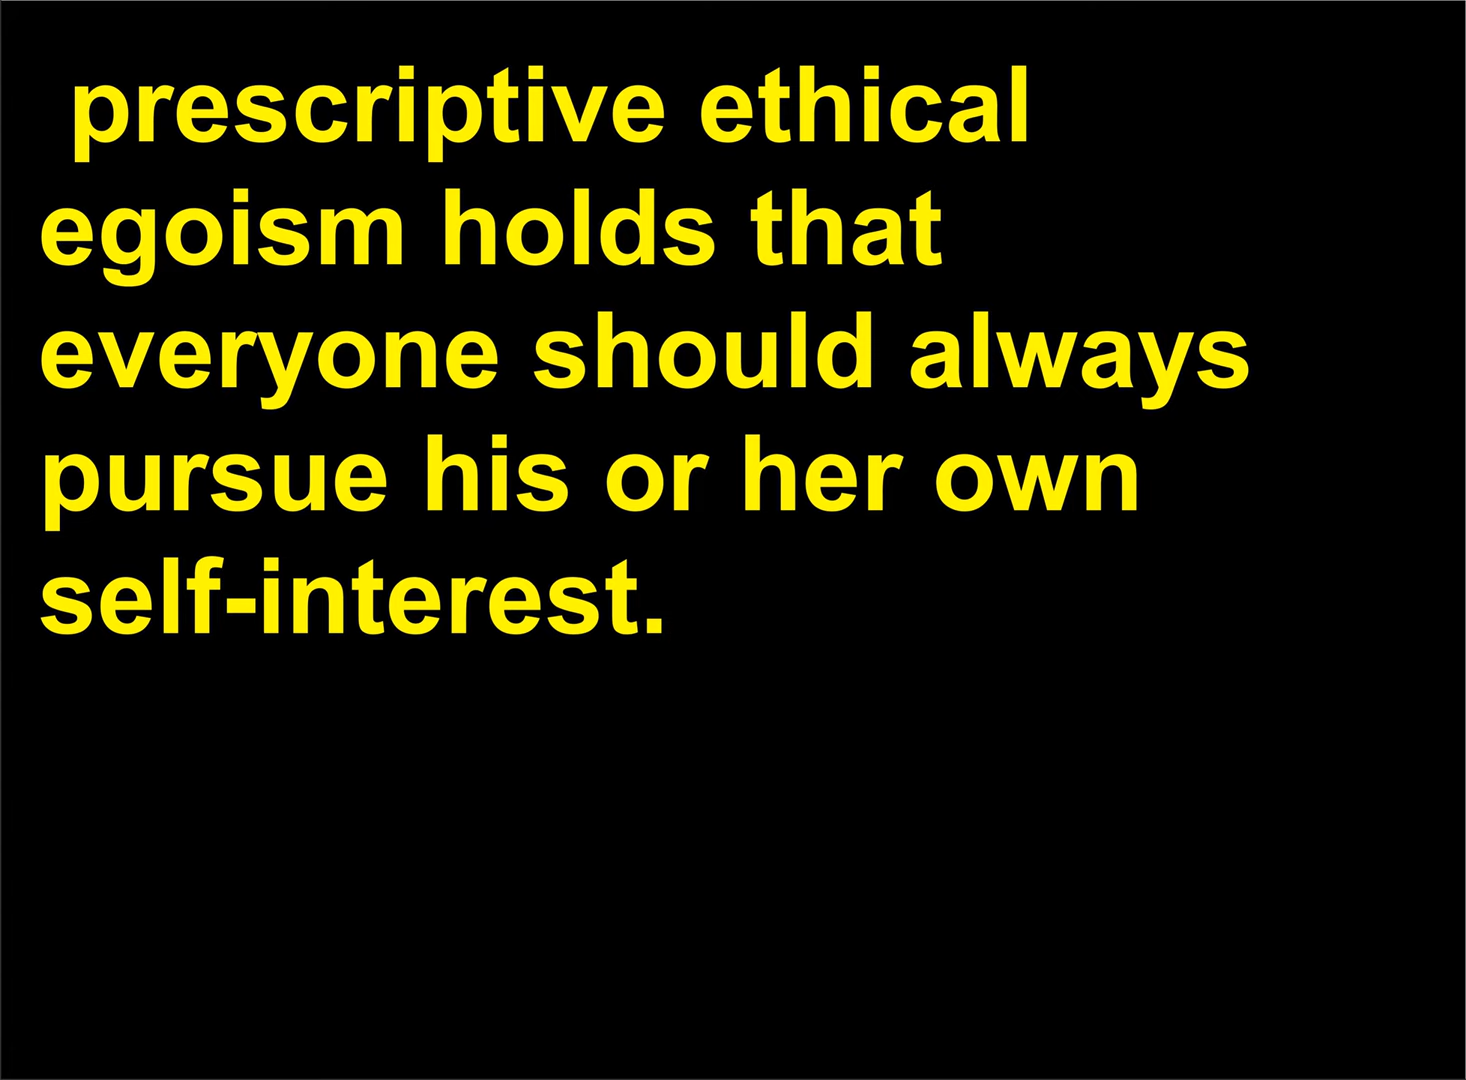 prescriptive ethical
egoism holds that
everyone should always
pursue his or her own
self-interest.